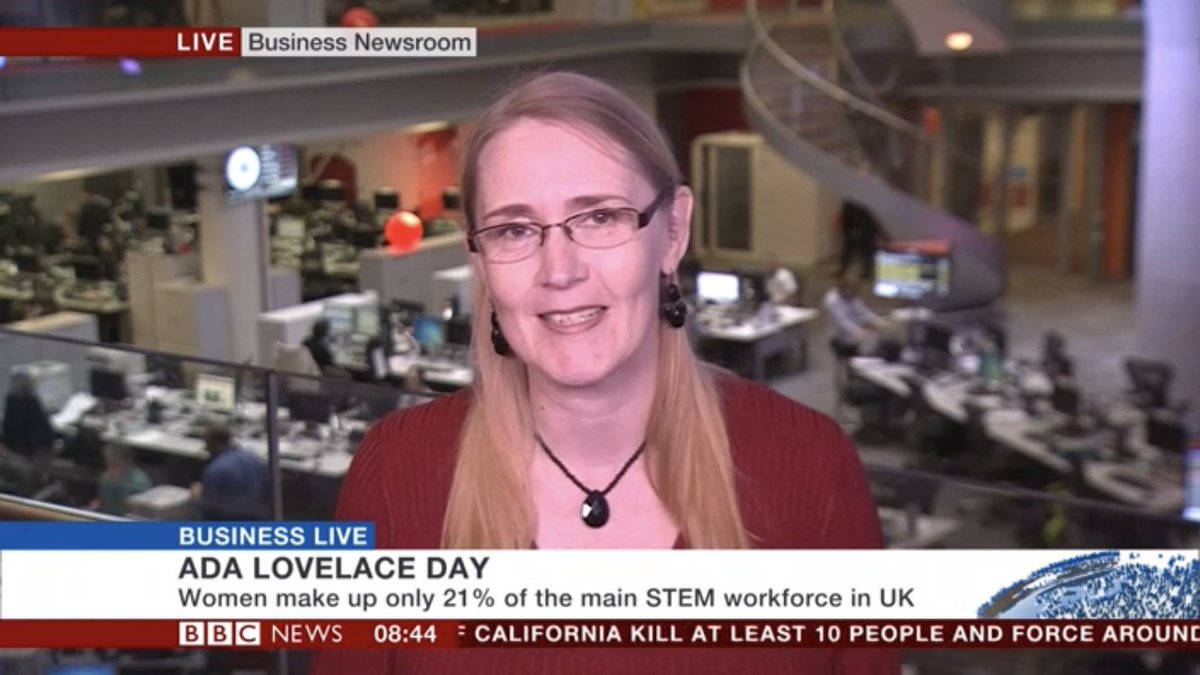 LIVE Business Newsroom
BUSINESS LIVE
ADA LOVELACE DAY
Women make up only 21% of the main STEM workforce in UK
BBC NEWS 08:44 CALIFORNIA KILL AT LEAST 10 PEOPLE AND FORCE AROUND